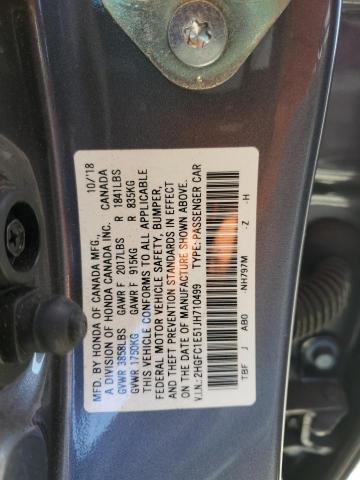 MFD. BY HONDA OF CANADA MFG., 10/'18
A DIVISION OF HONDA CANADA INC. CANADA
GVWR 3858LBS GAWR F 2017LBS R 1841LBS
GVWR 1750KG GAWR F 915KG R 835KG
THIS VEHICLE CONFORMS TO ALL APPLICABLE
FEDERAL MOTOR VEHICLE SAFETY, BUMPER,
AND THEFT PREVENTION STANDARDS IN EFFECT
ON THE DATE OF MANUFACTURE SHOWN ABOVE.
V.I.N.: 2HGFC1E51JH710499 TYPE: PASSENGER CAR
TBF J AB0 -NH797M -Z -H